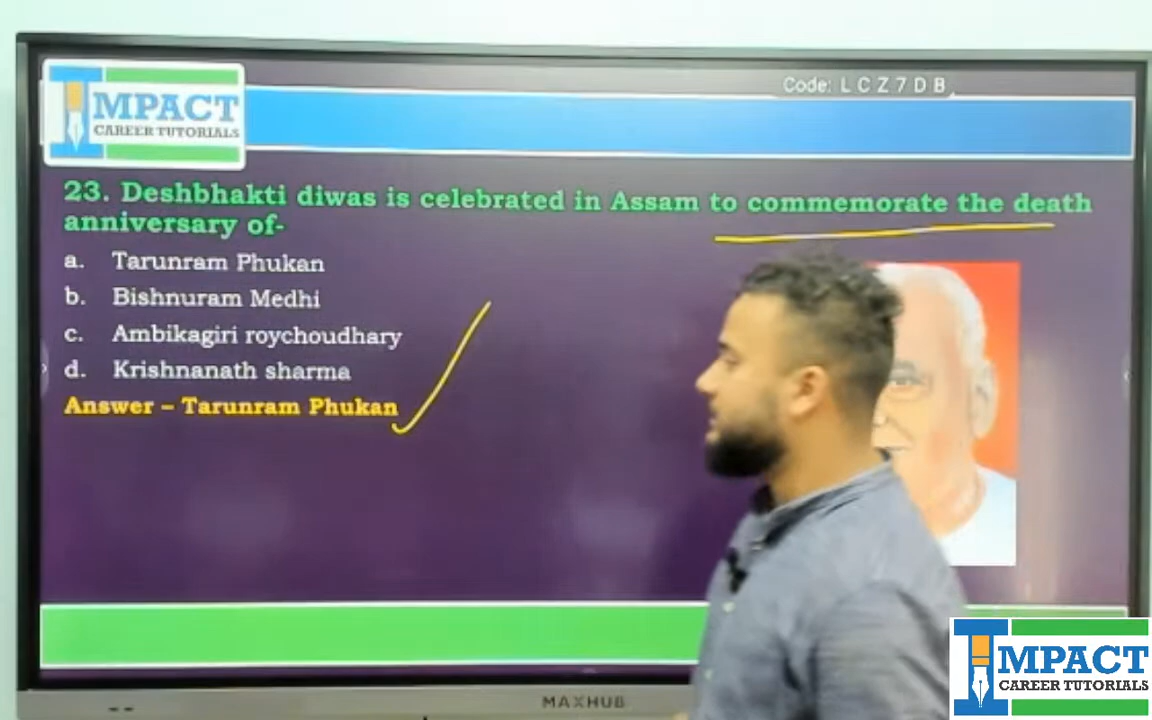 Code: L C Z 7 D B
IMPACT
CAREER TUTORIALS
23. Deshbhakti diwas is celebrated in Assam to commemorate the death
anniversary of-
a. Tarunram Phukan
b. Bishnuram Medhi
c. Ambikagiri roychoudhary
d. Krishnanath sharma
Answer – Tarunram Phukan
MAXHUB
IMPACT
CAREER TUTORIALS